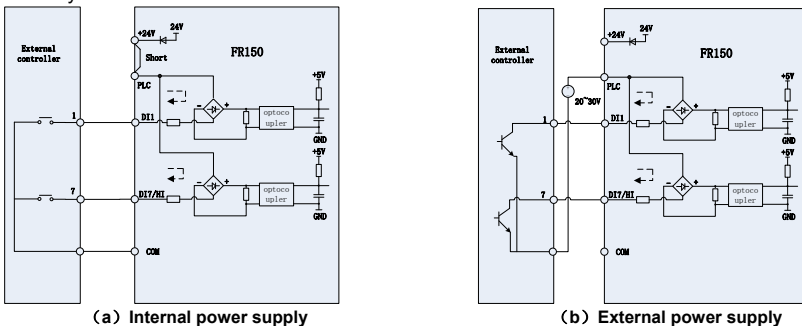 24V
+24V
External
controller
Short
FR150
PLC
+5V
1
DI1
- +
optoco
upler
GND
+5V
7
DI7/HI
- +
optoco
upler
GND
COM
(a) Internal power supply
24V
+24V
External
controller
FR150
PLC
20~30V
+5V
1
DI1
- +
optoco
upler
GND
+5V
7
DI7/HI
- +
optoco
upler
GND
COM
(b) External power supply